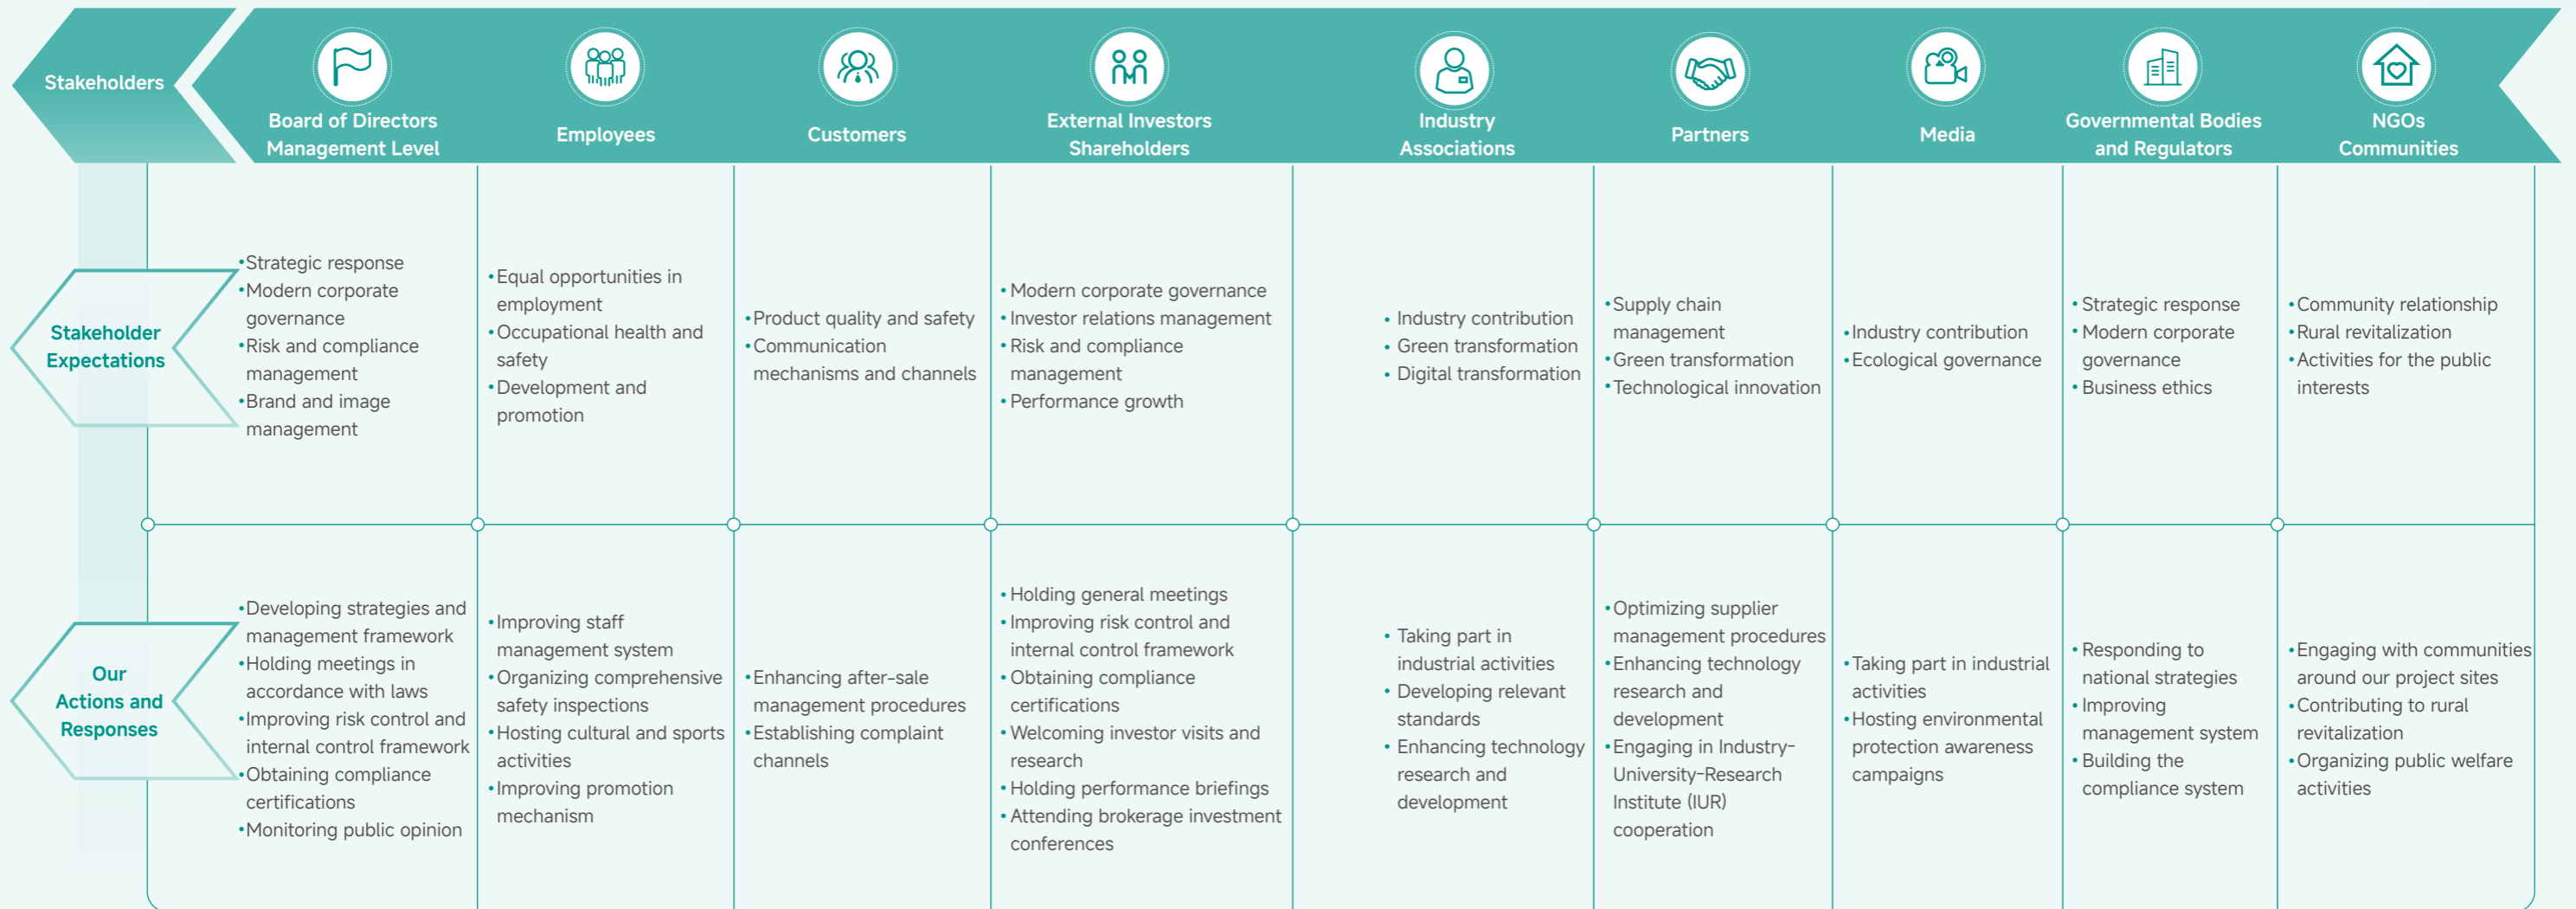 Stakeholders
Board of Directors
Management Level
Employees
Customers
External Investors
Shareholders
Industry
Associations
Partners
Media
Governmental Bodies
and Regulators
NGOs
Communities
Stakeholder
Expectations
•Strategic response
•Modern corporate
governance
•Risk and compliance
management
•Brand and image
management
•Equal opportunities in
employment
•Occupational health and
safety
•Development and
promotion
•Product quality and safety
•Communication
mechanisms and channels
•Modern corporate governance
•Investor relations management
•Risk and compliance
management
•Performance growth
• Industry contribution
• Green transformation
• Digital transformation
•Supply chain
management
•Green transformation
•Technological innovation
•Industry contribution
•Ecological governance
•Strategic response
•Modern corporate
governance
•Business ethics
•Community relationship
•Rural revitalization
•Activities for the public
interests
Our
Actions and
Responses
•Developing strategies and
management framework
•Holding meetings in
accordance with laws
•Improving risk control and
internal control framework
•Obtaining compliance
certifications
•Monitoring public opinion
•Improving staff
management system
•Organizing comprehensive
safety inspections
•Hosting cultural and sports
activities
•Improving promotion
mechanism
•Enhancing after-sale
management procedures
•Establishing complaint
channels
•Holding general meetings
•Improving risk control and
internal control framework
•Obtaining compliance
certifications
•Welcoming investor visits and
research
•Holding performance briefings
•Attending brokerage investment
conferences
• Taking part in
industrial activities
• Developing relevant
standards
• Enhancing technology
research and
development
•Optimizing supplier
management procedures
•Enhancing technology
research and
development
•Engaging in Industry-
University-Research
Institute (IUR)
cooperation
•Taking part in industrial
activities
•Hosting environmental
protection awareness
campaigns
•Responding to
national strategies
•Improving
management system
•Building the
compliance system
•Engaging with communities
around our project sites
•Contributing to rural
revitalization
•Organizing public welfare
activities